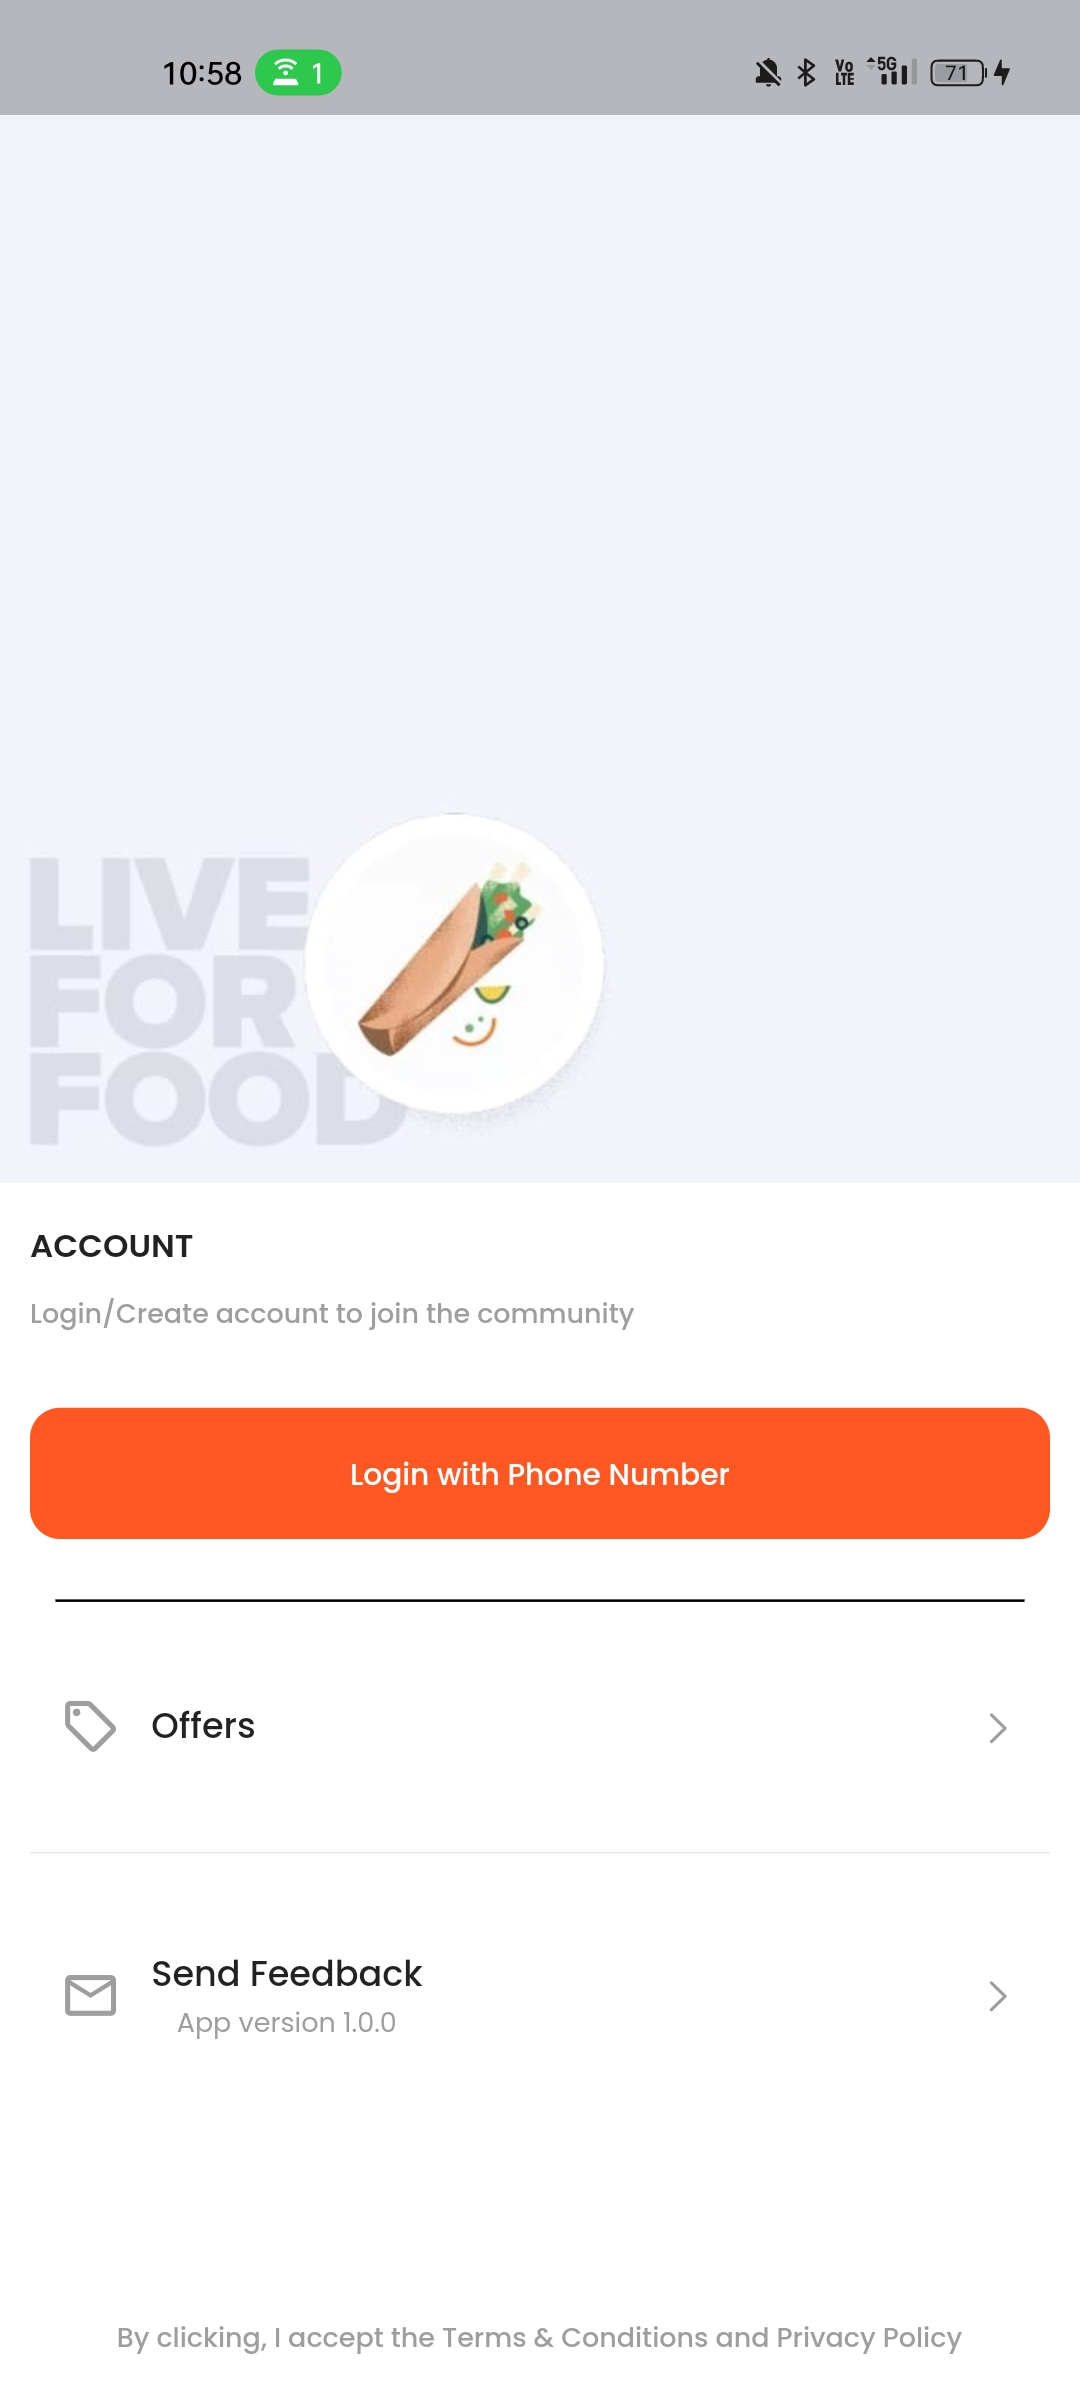 10:58 1 Vo LTE 5G 71
LIVE
FOR
FOOD
ACCOUNT
Login/Create account to join the community
Login with Phone Number
Offers
Send Feedback
App version 1.0.0
By clicking, I accept the Terms & Conditions and Privacy Policy